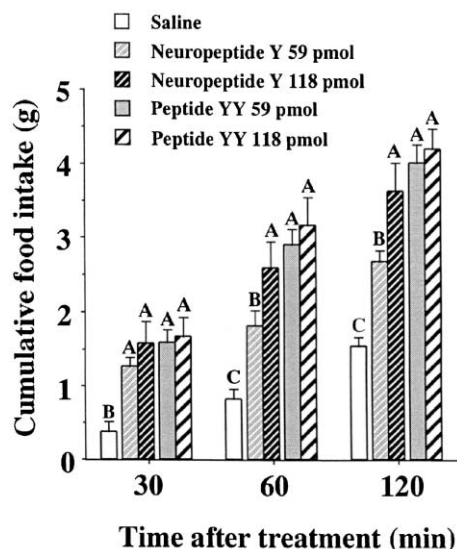 Saline
Neuropeptide Y 59 pmol
Neuropeptide Y 118 pmol
Peptide YY 59 pmol
Peptide YY 118 pmol
Cumulative food intake (g)
5
4
3
2
1
0
B A A A A
C B A A A
C B A A A
30 60 120
Time after treatment (min)